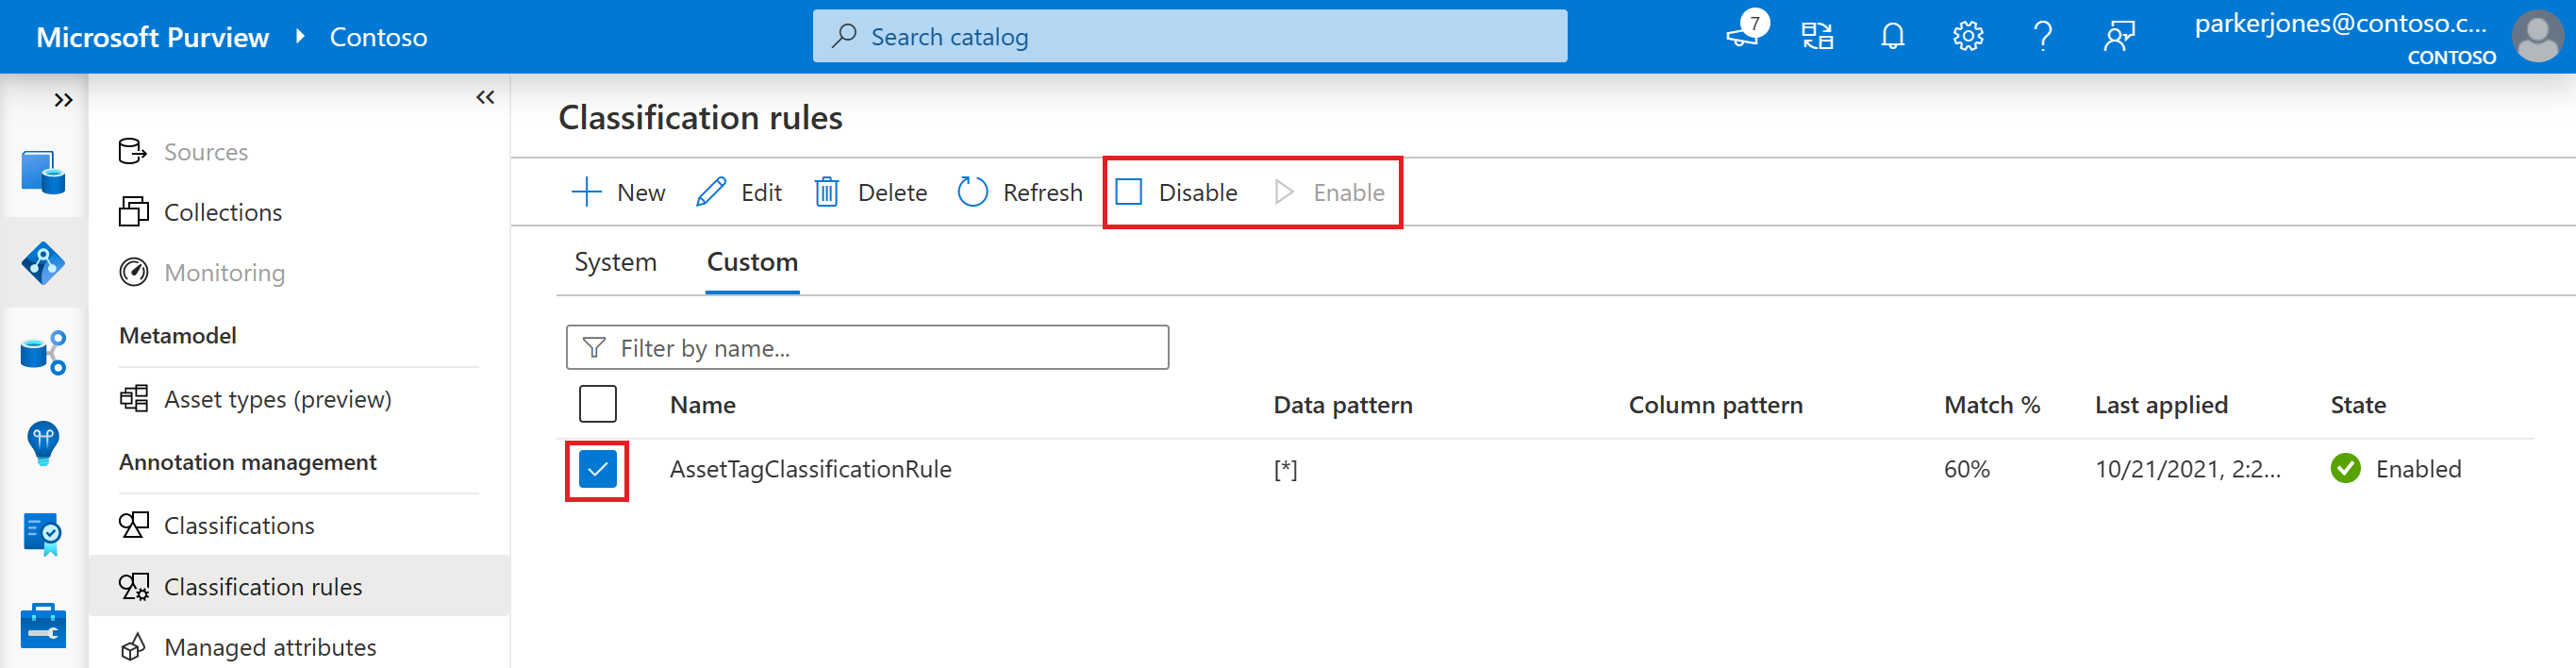 Microsoft Purview Contoso
Search catalog
7
parkerjones@contoso.c...
CONTOSO
Sources
Collections
Monitoring
Metamodel
Asset types (preview)
Annotation management
Classifications
Classification rules
Managed attributes
Classification rules
New Edit Delete Refresh Disable Enable
System Custom
Filter by name...
Name Data pattern Column pattern Match % Last applied State
AssetTagClassificationRule [*] 60% 10/21/2021, 2:2... Enabled